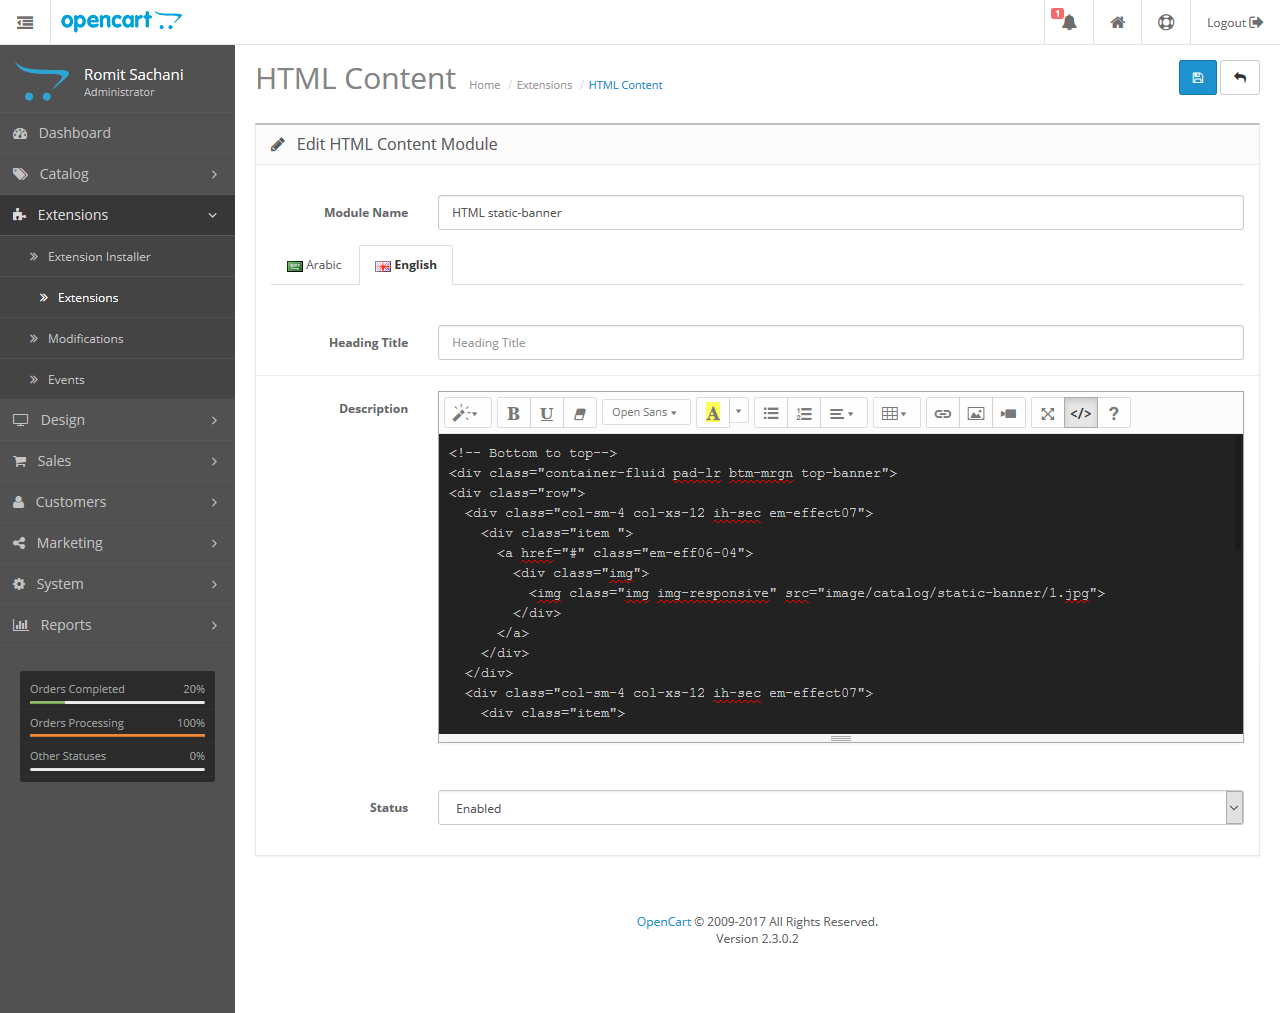 opencart
1
Logout
Romit Sachani
Administrator
Dashboard
Catalog
Extensions
Extension Installer
Extensions
Modifications
Events
Design
Sales
Customers
Marketing
System
Reports
Orders Completed 20%
Orders Processing 100%
Other Statuses 0%
HTML Content
Home / Extensions / HTML Content
Edit HTML Content Module
Module Name
HTML static-banner
Arabic
English
Heading Title
Heading Title
Description
B U Open Sans A </> ?
<!-- Bottom to top-->
<div class="container-fluid pad-lr btm-mrgn top-banner">
<div class="row">
<div class="col-sm-4 col-xs-12 ih-sec em-effect07">
<div class="item ">
<a href="#" class="em-eff06-04">
<div class="img">
<img class="img img-responsive" src="image/catalog/static-banner/1.jpg">
</div>
</a>
</div>
</div>
<div class="col-sm-4 col-xs-12 ih-sec em-effect07">
<div class="item">
Status
Enabled
OpenCart © 2009-2017 All Rights Reserved.
Version 2.3.0.2